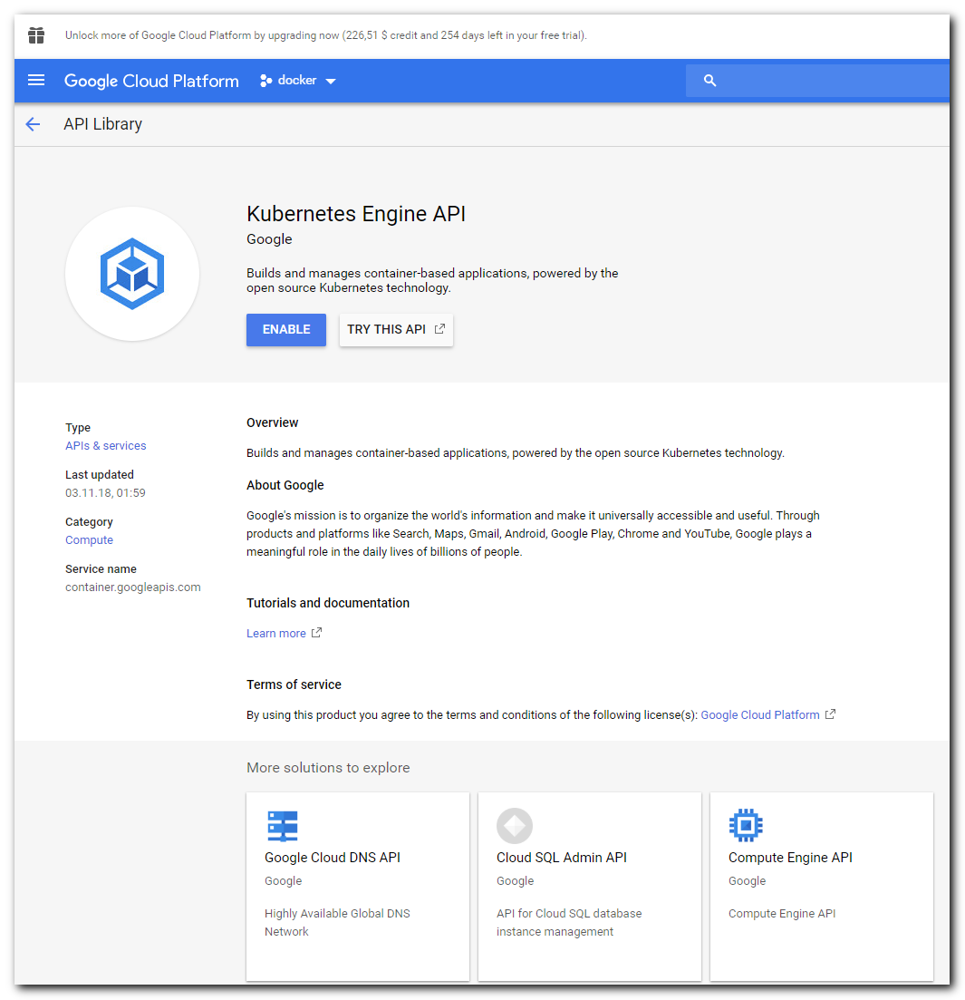 Unlock more of Google Cloud Platform by upgrading now (226,51 $ credit and 254 days left in your free trial).
Google Cloud Platform docker
API Library
Kubernetes Engine API
Google
Builds and manages container-based applications, powered by the
open source Kubernetes technology.
ENABLE TRY THIS API
Type
APIs & services
Last updated
03.11.18, 01:59
Category
Compute
Service name
container.googleapis.com
Overview
Builds and manages container-based applications, powered by the open source Kubernetes technology.
About Google
Google's mission is to organize the world's information and make it universally accessible and useful. Through
products and platforms like Search, Maps, Gmail, Android, Google Play, Chrome and YouTube, Google plays a
meaningful role in the daily lives of billions of people.
Tutorials and documentation
Learn more
Terms of service
By using this product you agree to the terms and conditions of the following license(s): Google Cloud Platform
More solutions to explore
Google Cloud DNS API
Google
Highly Available Global DNS
Network
Cloud SQL Admin API
Google
API for Cloud SQL database
instance management
Compute Engine API
Google
Compute Engine API